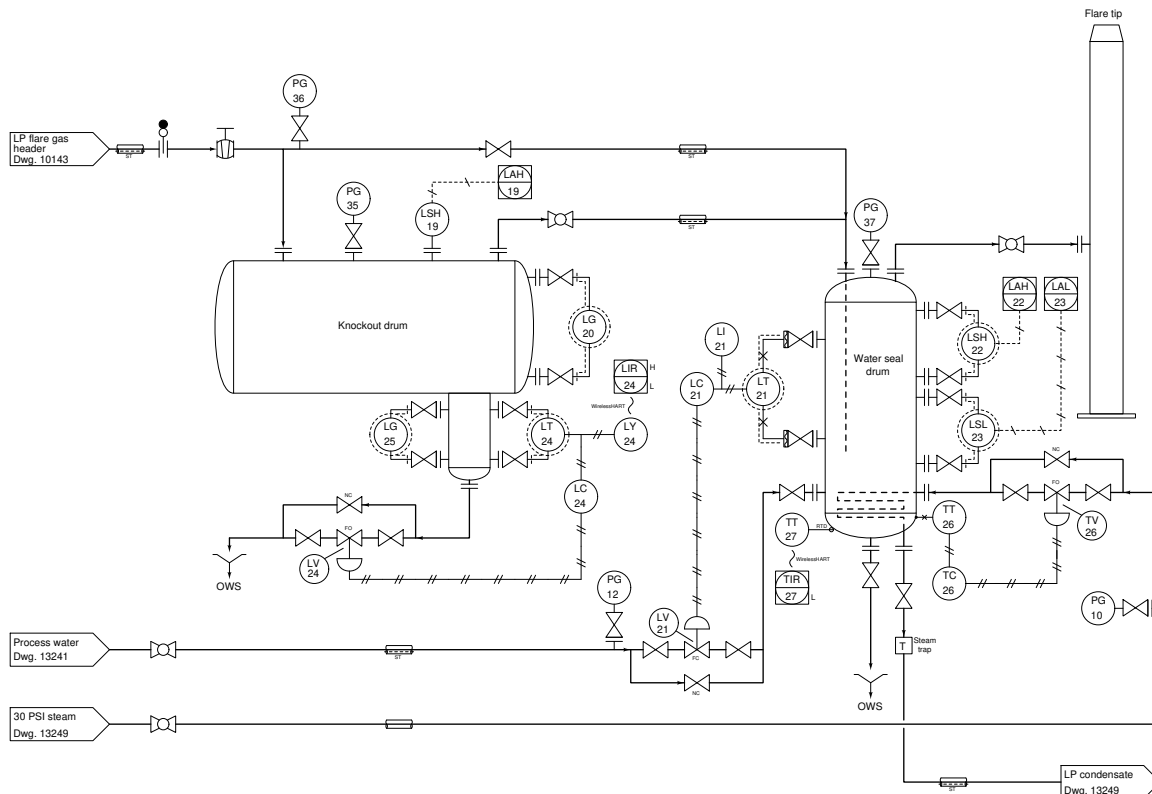 Flare tip
PG
36
LP flare gas
header
Dwg. 10143
ST
ST
LAH
19
PG
35
LSH
19
PG
37
ST
LAH
22
LAL
23
Knockout drum
LG
20
LI
21
LSH
22
Water seal
drum
LIR
24
H
L
LC
21
LT
21
WirelessHART
LG
25
LT
24
LY
24
LSL
23
NC
LC
24
NC
FO
FO
TT
27
RTD
TT
26
TV
26
LV
24
WirelessHART
OWS
TIR
27
L
TC
26
PG
12
PG
10
LV
21
Process water
Dwg. 13241
ST
FC
NC
T
Steam
trap
OWS
30 PSI steam
Dwg. 13249
ST
LP condensate
Dwg. 13249